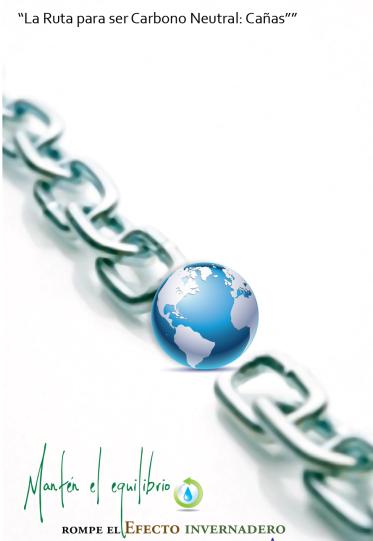 “La Ruta para ser Carbono Neutral: Cañas””
Mantén el equilibrio
ROMPE EL EFECTO INVERNADERO